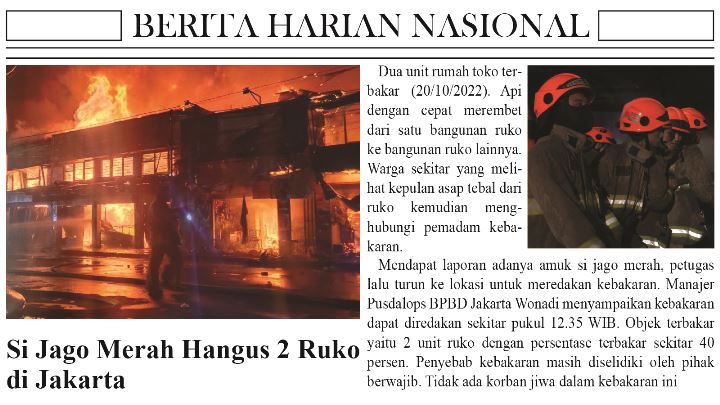 BERITA HARIAN NASIONAL
Dua unit rumah toko ter-
bakar (20/10/2022). Api
dengan cepat merembet
dari satu bangunan ruko
ke bangunan ruko lainnya.
Warga sekitar yang meli-
hat kepulan asap tebal dari
ruko kemudian meng-
hubungi pemadam keba-
karan.
Mendapat laporan adanya amuk si jago merah, petugas
lalu turun ke lokasi untuk meredakan kebakaran. Manajer
Pusdalops BPBD Jakarta Wonadi menyampaikan kebakaran
dapat diredakan sekitar pukul 12.35 WIB. Objek terbakar
yaitu 2 unit ruko dengan persentase terbakar sekitar 40
persen. Penyebab kebakaran masih diselidiki oleh pihak
berwajib. Tidak ada korban jiwa dalam kebakaran ini
Si Jago Merah Hangus 2 Ruko
di Jakarta